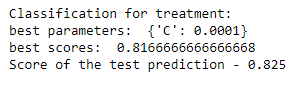 Classification for treatment:
best parameters:  {'C': 0.0001}
best scores:  0.8166666666666668
Score of the test prediction - 0.825